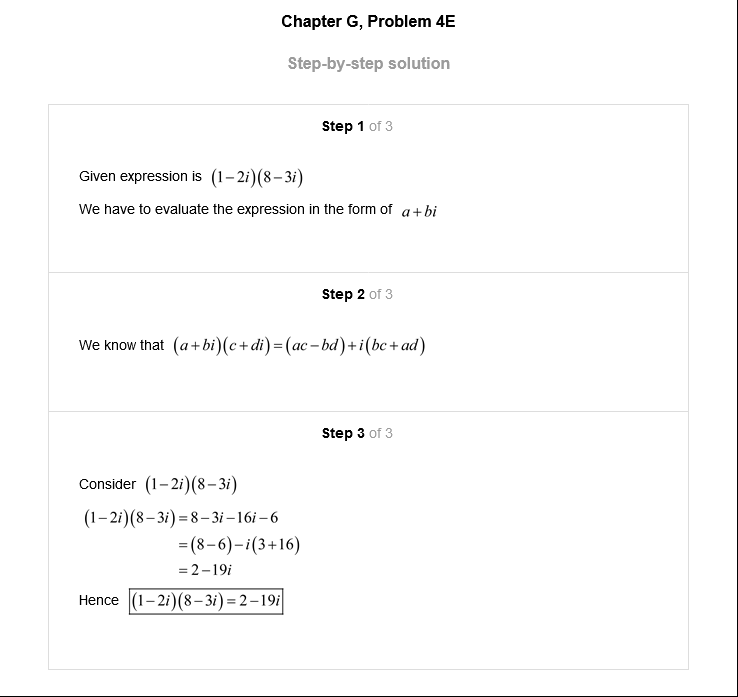 Chapter G, Problem 4E
Step-by-step solution
Step 1 of 3
Given expression is (1−2i)(8−3i)
We have to evaluate the expression in the form of a+bi
Step 2 of 3
We know that (a+bi)(c+di)=(ac−bd)+i(bc+ad)
Step 3 of 3
Consider (1−2i)(8−3i)
(1−2i)(8−3i)=8−3i−16i−6
=(8−6)−i(3+16)
=2−19i
Hence (1−2i)(8−3i)=2−19i